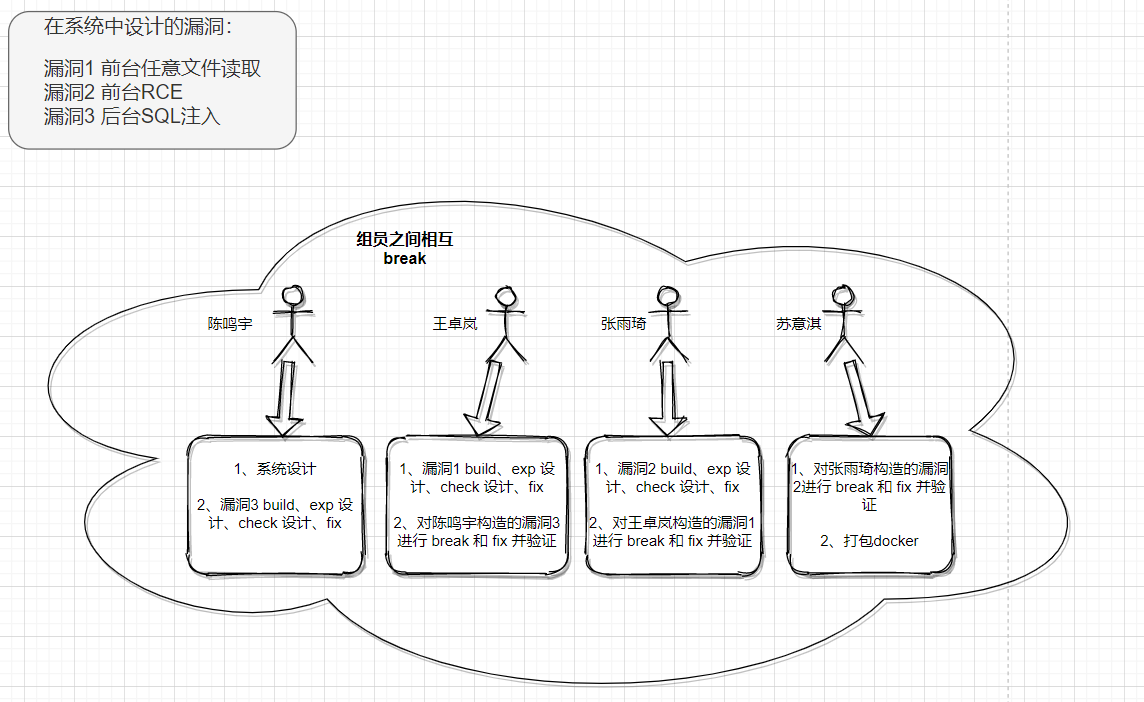 在系统中设计的漏洞：
漏洞1 前台任意文件读取
漏洞2 前台RCE
漏洞3 后台SQL注入
组员之间相互
break
陈鸣宇
王卓岚
张雨琦
苏意淇
1、系统设计
2、漏洞3 build、exp 设
计、check 设计、fix
1、漏洞1 build、exp 设
计、check 设计、fix
2、对陈鸣宇构造的漏洞3
进行 break 和 fix 并验证
1、漏洞2 build、exp 设
计、check 设计、fix
2、对王卓岚构造的漏洞1
进行 break 和 fix 并验证
1、对张雨琦构造的漏洞
2进行 break 和 fix 并验
证
2、打包docker